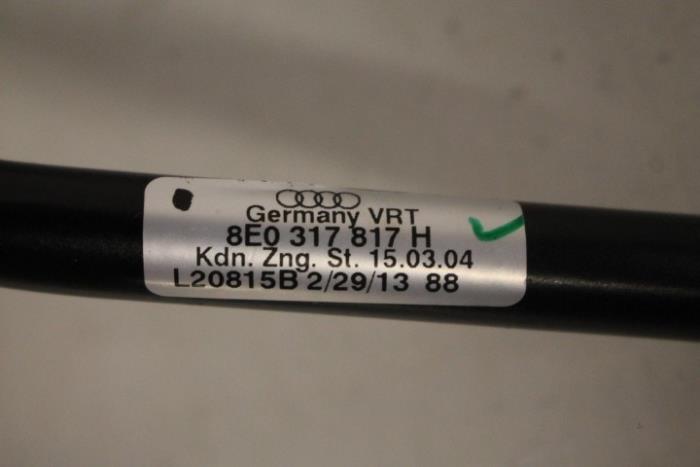 Germany VRT
8E0 317 817 H
Kdn. Zng. St. 15.03.04
L20815B 2/29/13 88